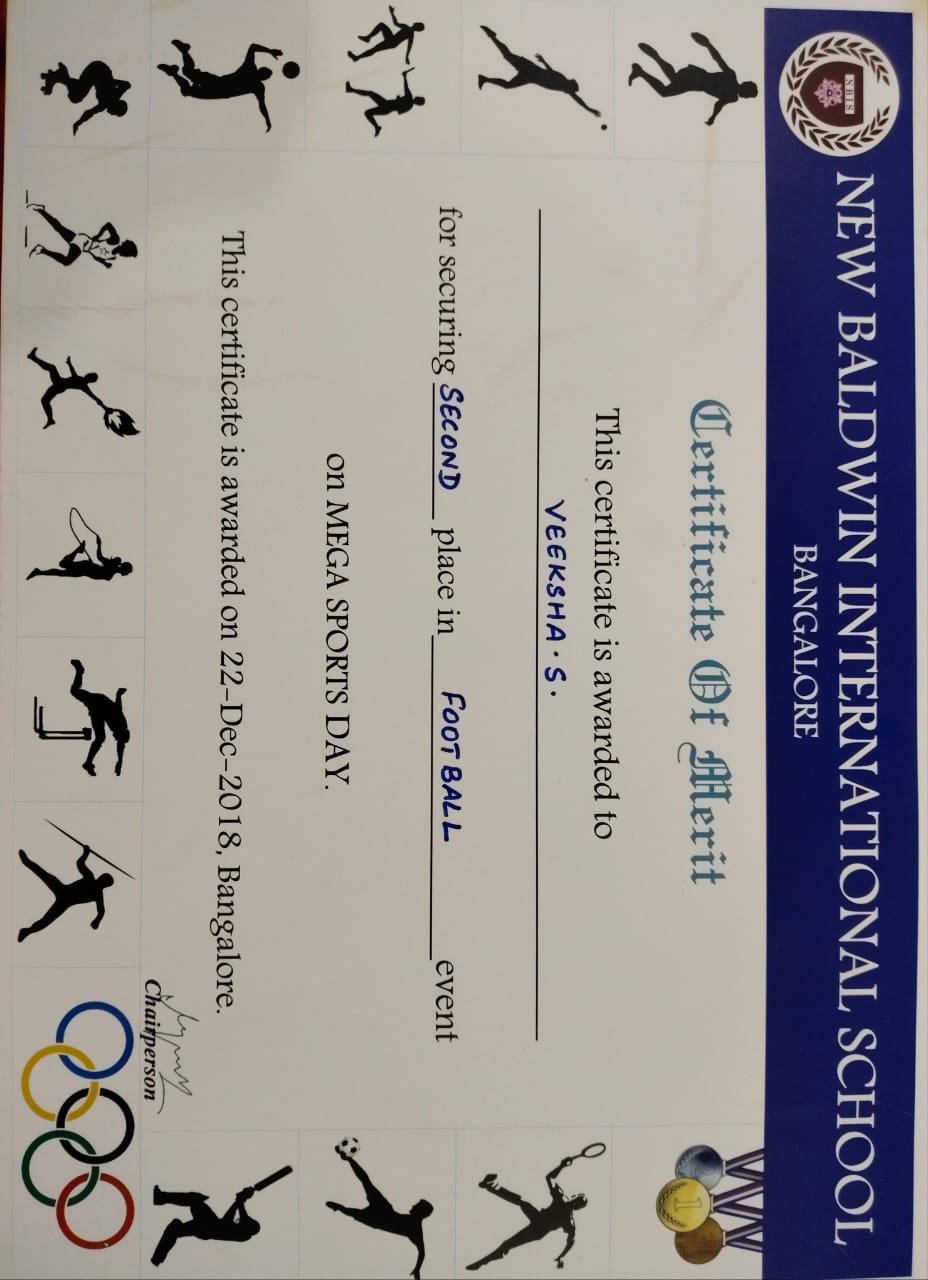 NBIS
NEW BALDWIN INTERNATIONAL SCHOOL
BANGALORE
Certificate Of Merit
This certificate is awarded to
VEEKSHA.S.
for securing SECOND place in FOOTBALL event
on MEGA SPORTS DAY.
This certificate is awarded on 22-Dec-2018, Bangalore.
Chairperson
1